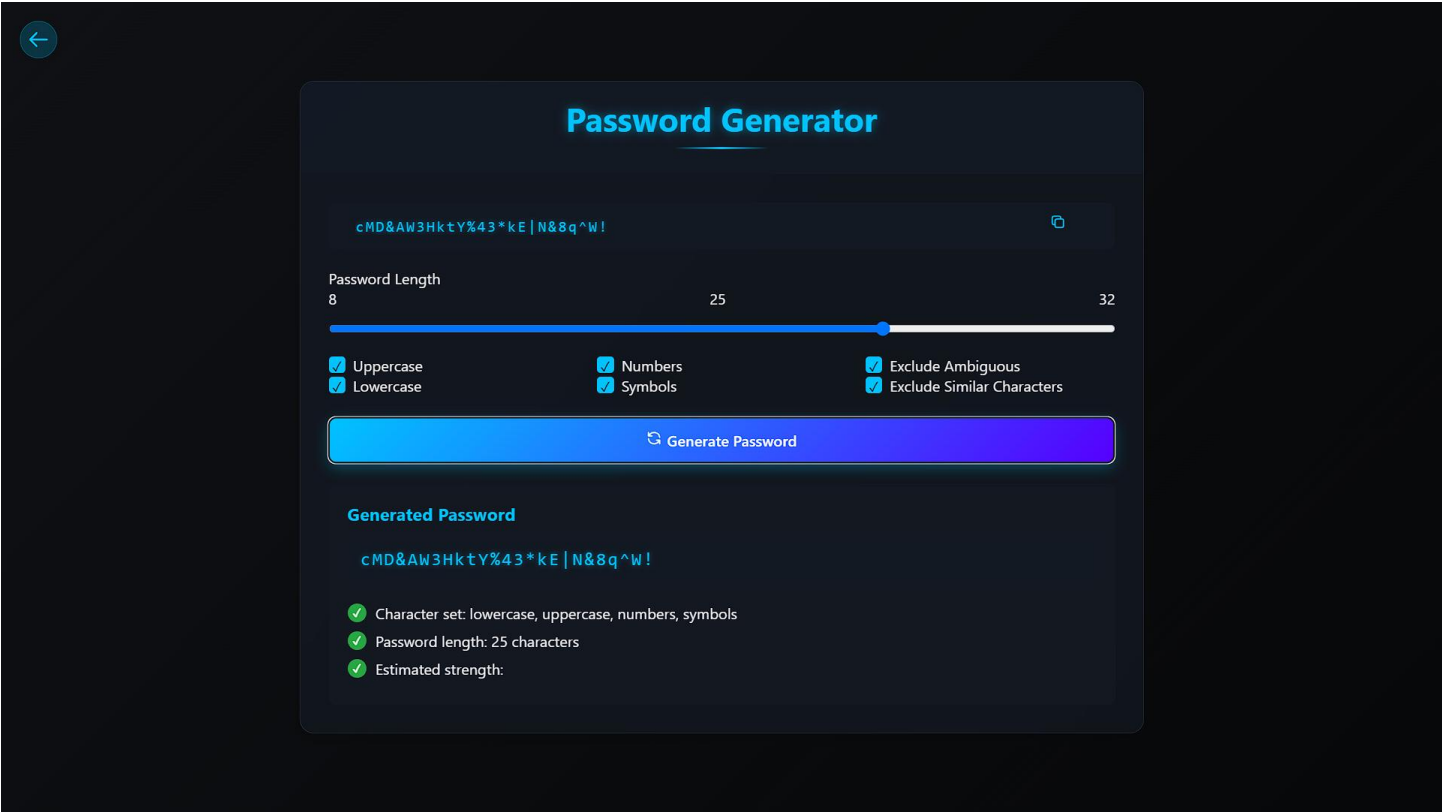 Password Generator
cMD&AW3HktY%43*kE|N&8q^W!
Password Length
8 25 32
Uppercase Numbers Exclude Ambiguous
Lowercase Symbols Exclude Similar Characters
Generate Password
Generated Password
cMD&AW3HktY%43*kE|N&8q^W!
Character set: lowercase, uppercase, numbers, symbols
Password length: 25 characters
Estimated strength: